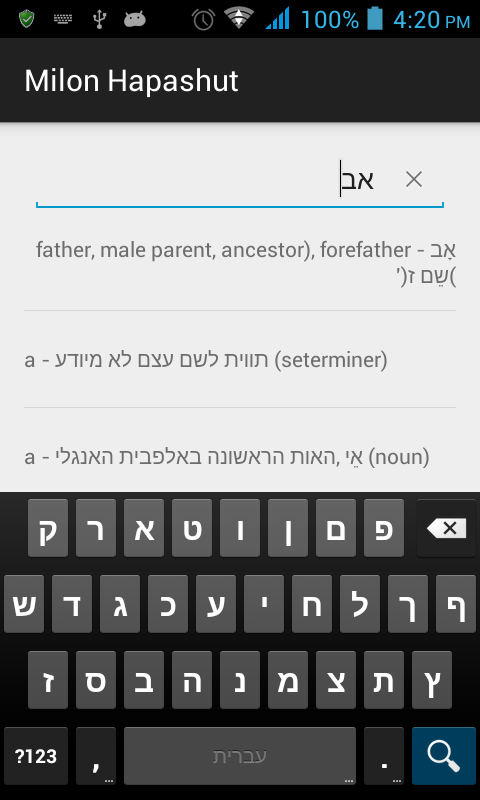 100% 4:20 PM
Milon Hapashut
אב
father, male parent, ancestor), forefather - אָב
)שֵׁם ז('
a - תווית לשם עצם לא מיודע (seterminer)
a - אֵי ,האות הראשונה באלפבית האנגלי (noun)
ק ר א ט ו ן ם פ
ש ד ג כ ע י ח ל ך ף
ז ס ב ה נ מ צ ת ץ
?123 , עברית .